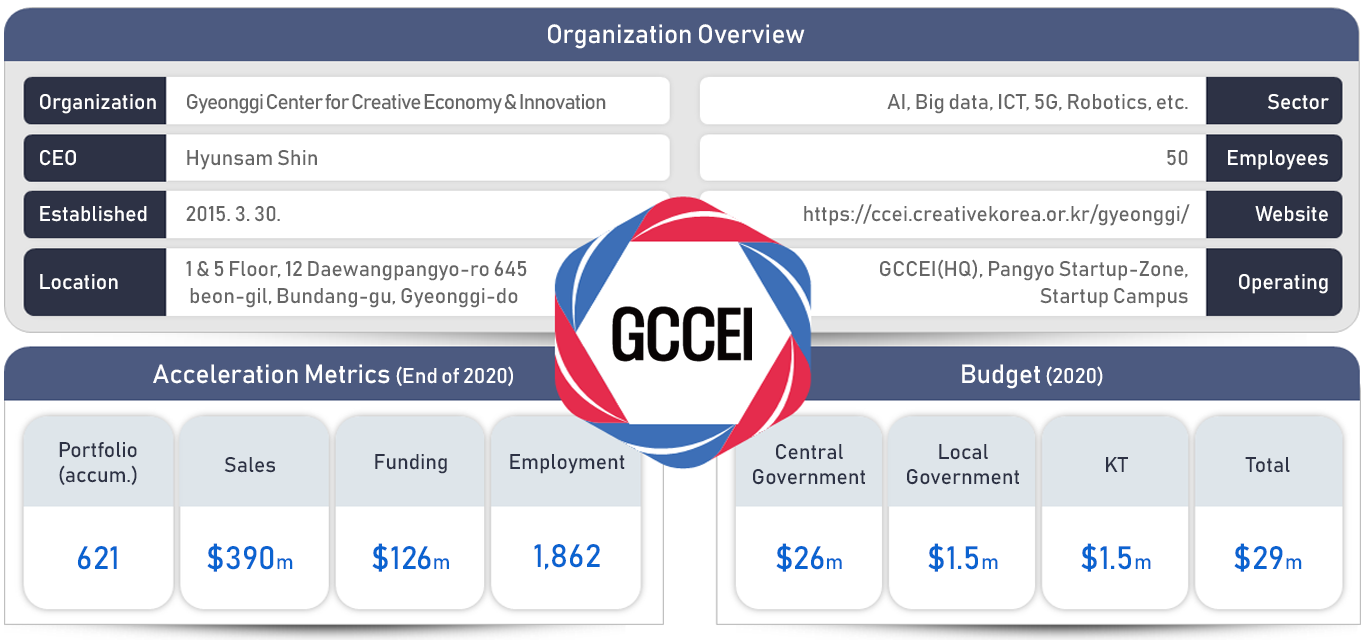 Organization Overview
Organization
Gyeonggi Center for Creative Economy & Innovation
AI, Big data, ICT, 5G, Robotics, etc.
Sector
CEO
Hyunsam Shin
50
Employees
Established
2015. 3. 30.
https://ccei.creativekorea.or.kr/gyeonggi/
Website
Location
1 & 5 Floor, 12 Daewangpangyo-ro 645
beon-gil, Bundang-gu, Gyeonggi-do
GCCEI(HQ), Pangyo Startup-Zone,
Startup Campus
Operating
GCCEI
Acceleration Metrics (End of 2020)
Portfolio
(accum.)
Sales
Funding
Employment
621
$390m
$126m
1,862
Budget (2020)
Central
Government
Local
Government
KT
Total
$26m
$1.5m
$1.5m
$29m